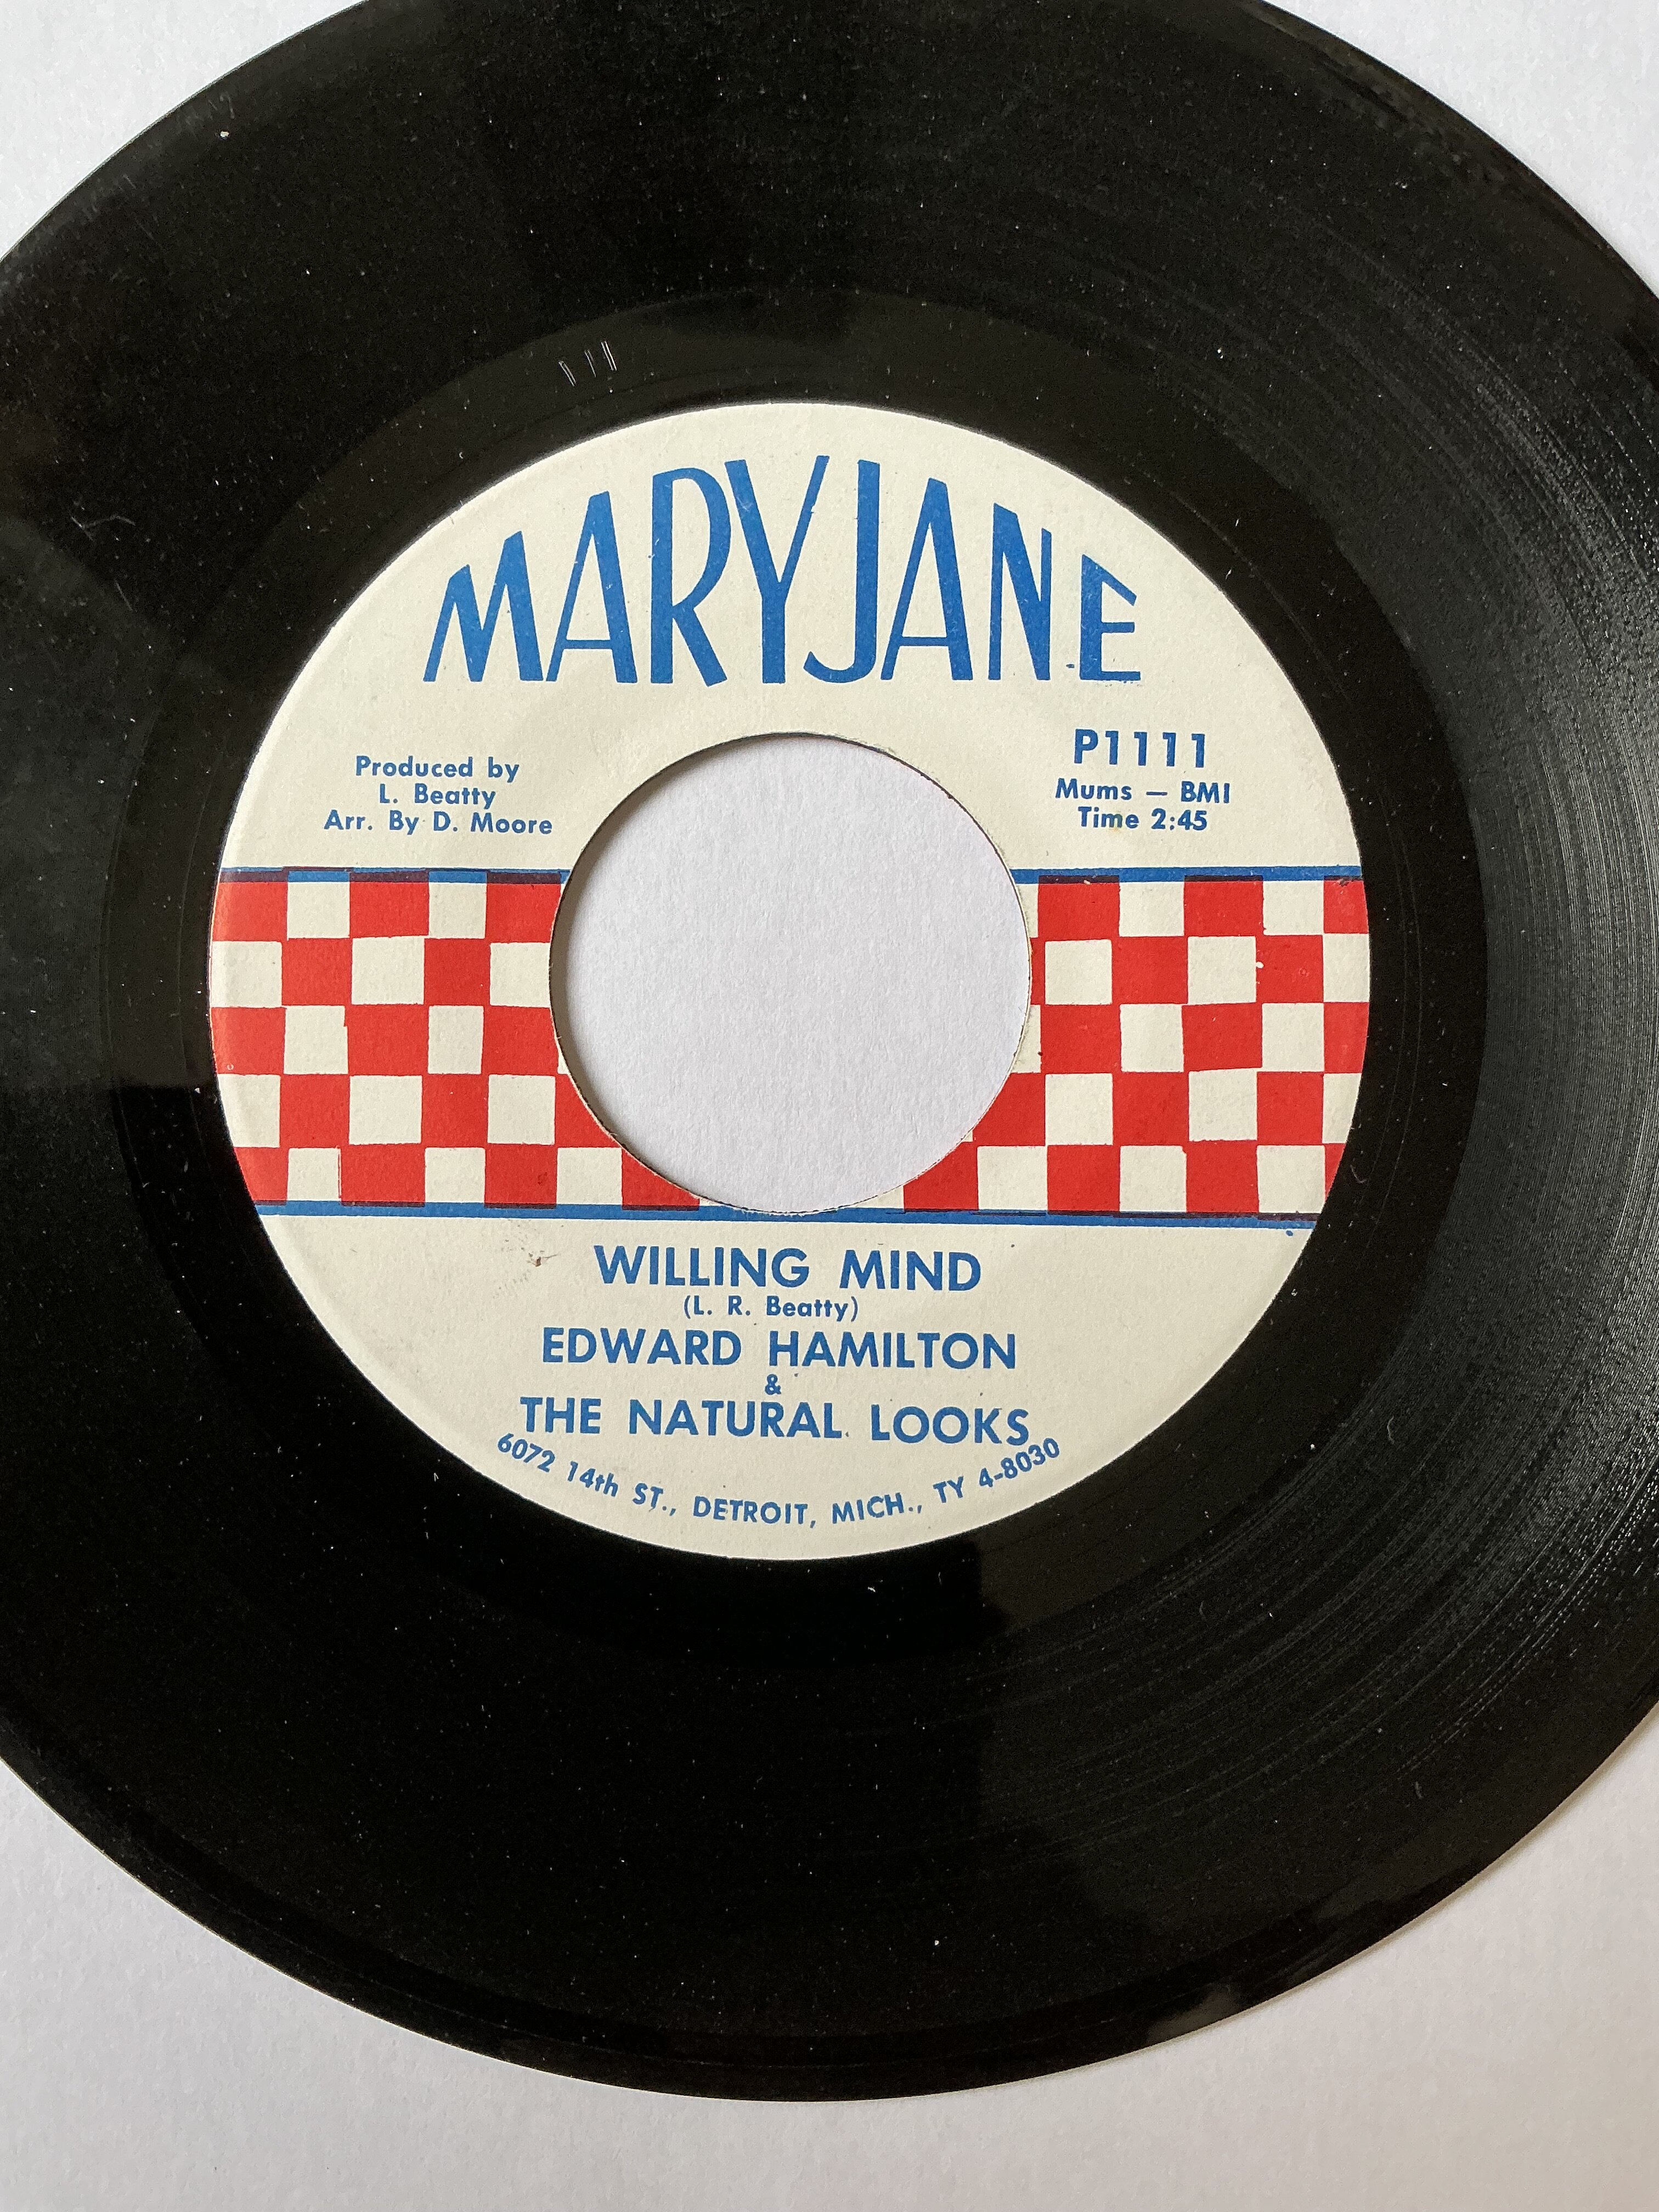 MARYJANE
Produced by
L. Beatty
Arr. By D. Moore
P1111
Mums — BMI
Time 2:45
WILLING MIND
(L. R. Beatty)
EDWARD HAMILTON
&
THE NATURAL LOOKS
6072 14th ST., DETROIT, MICH., TY 4-8030